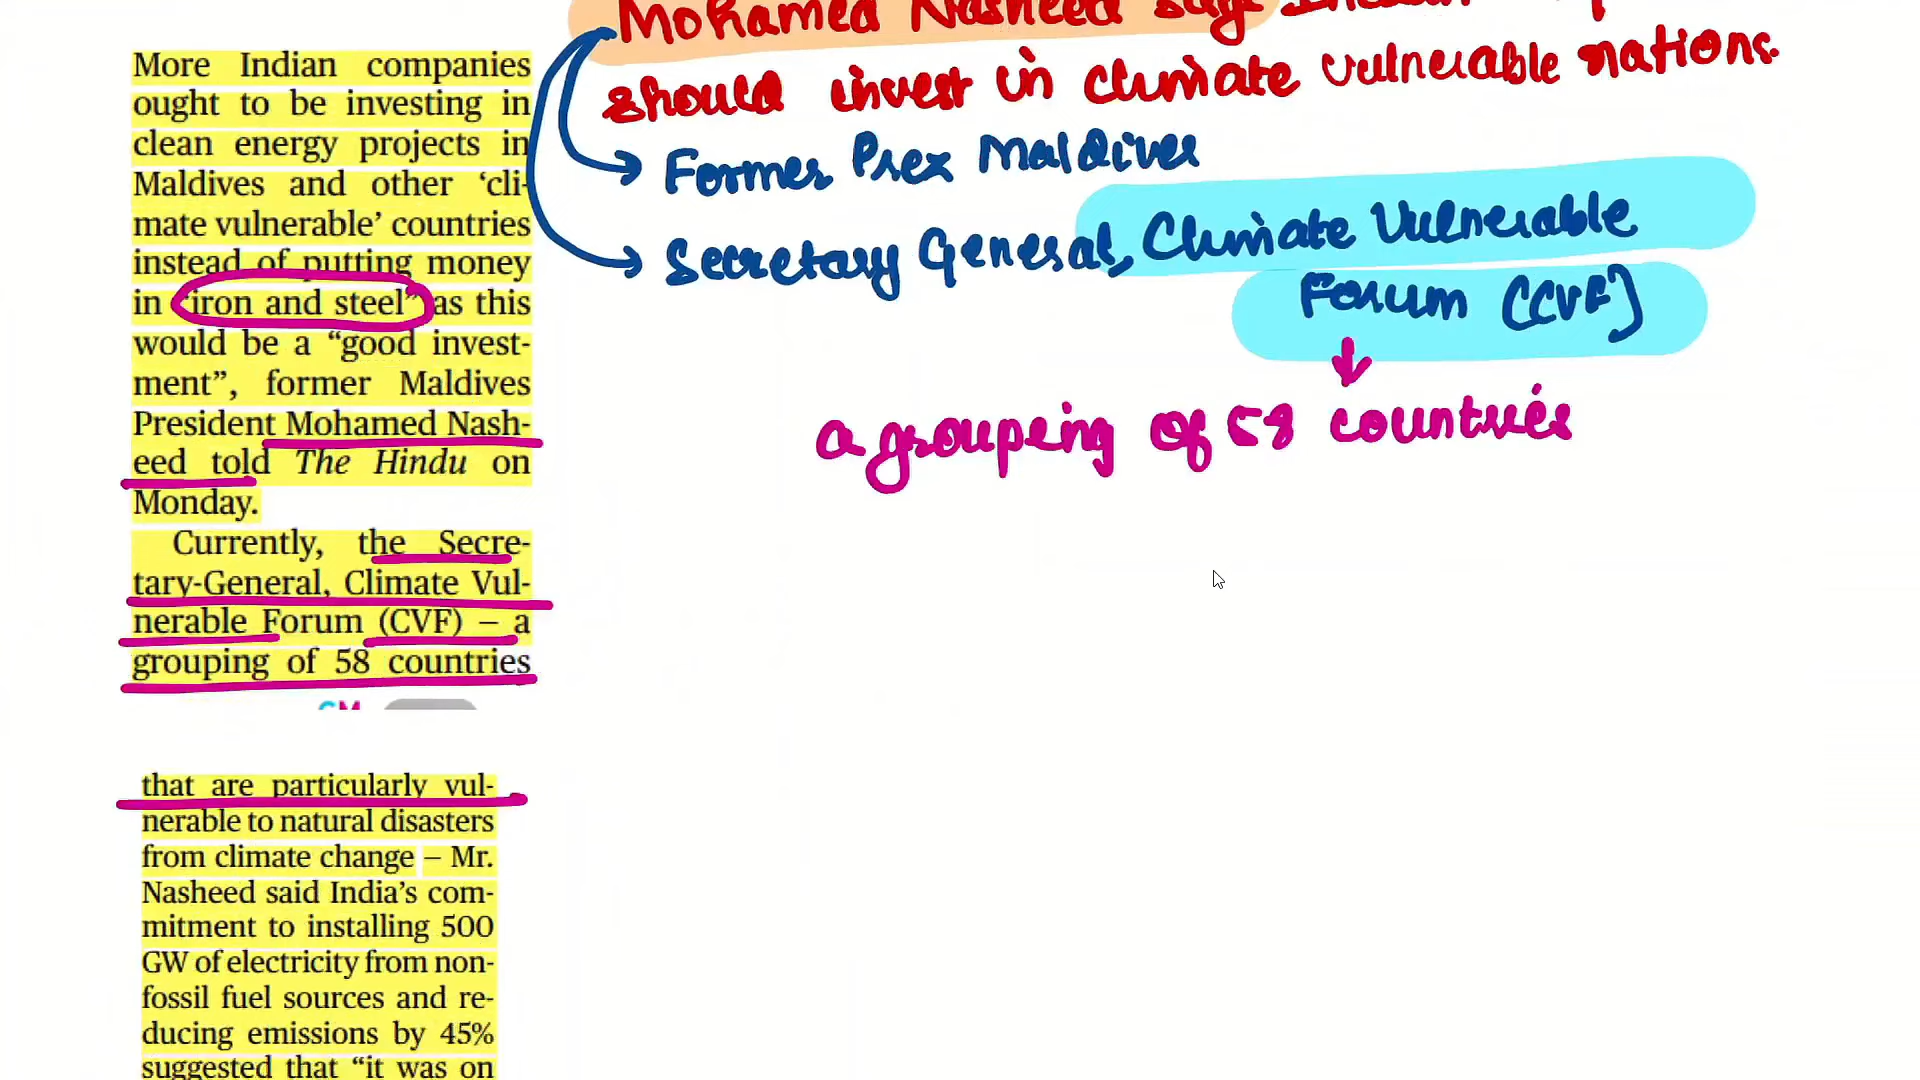 More Indian companies
ought to be investing in
clean energy projects in
Maldives and other ‘cli-
mate vulnerable’ countries
instead of putting money
in “iron and steel” as this
would be a “good invest-
ment”, former Maldives
President Mohamed Nash-
eed told The Hindu on
Monday.
Currently, the Secre-
tary-General, Climate Vul-
nerable Forum (CVF) – a
grouping of 58 countries
that are particularly vul-
nerable to natural disasters
from climate change – Mr.
Nasheed said India’s com-
mitment to installing 500
GW of electricity from non-
fossil fuel sources and re-
ducing emissions by 45%
suggested that “it was on
Mohamed Nasheed says Indian
should invest in climate vulnerable nations.
Former Prez Maldives
Secretary General, Climate Vulnerable
Forum (CVF)
a grouping of 58 countries